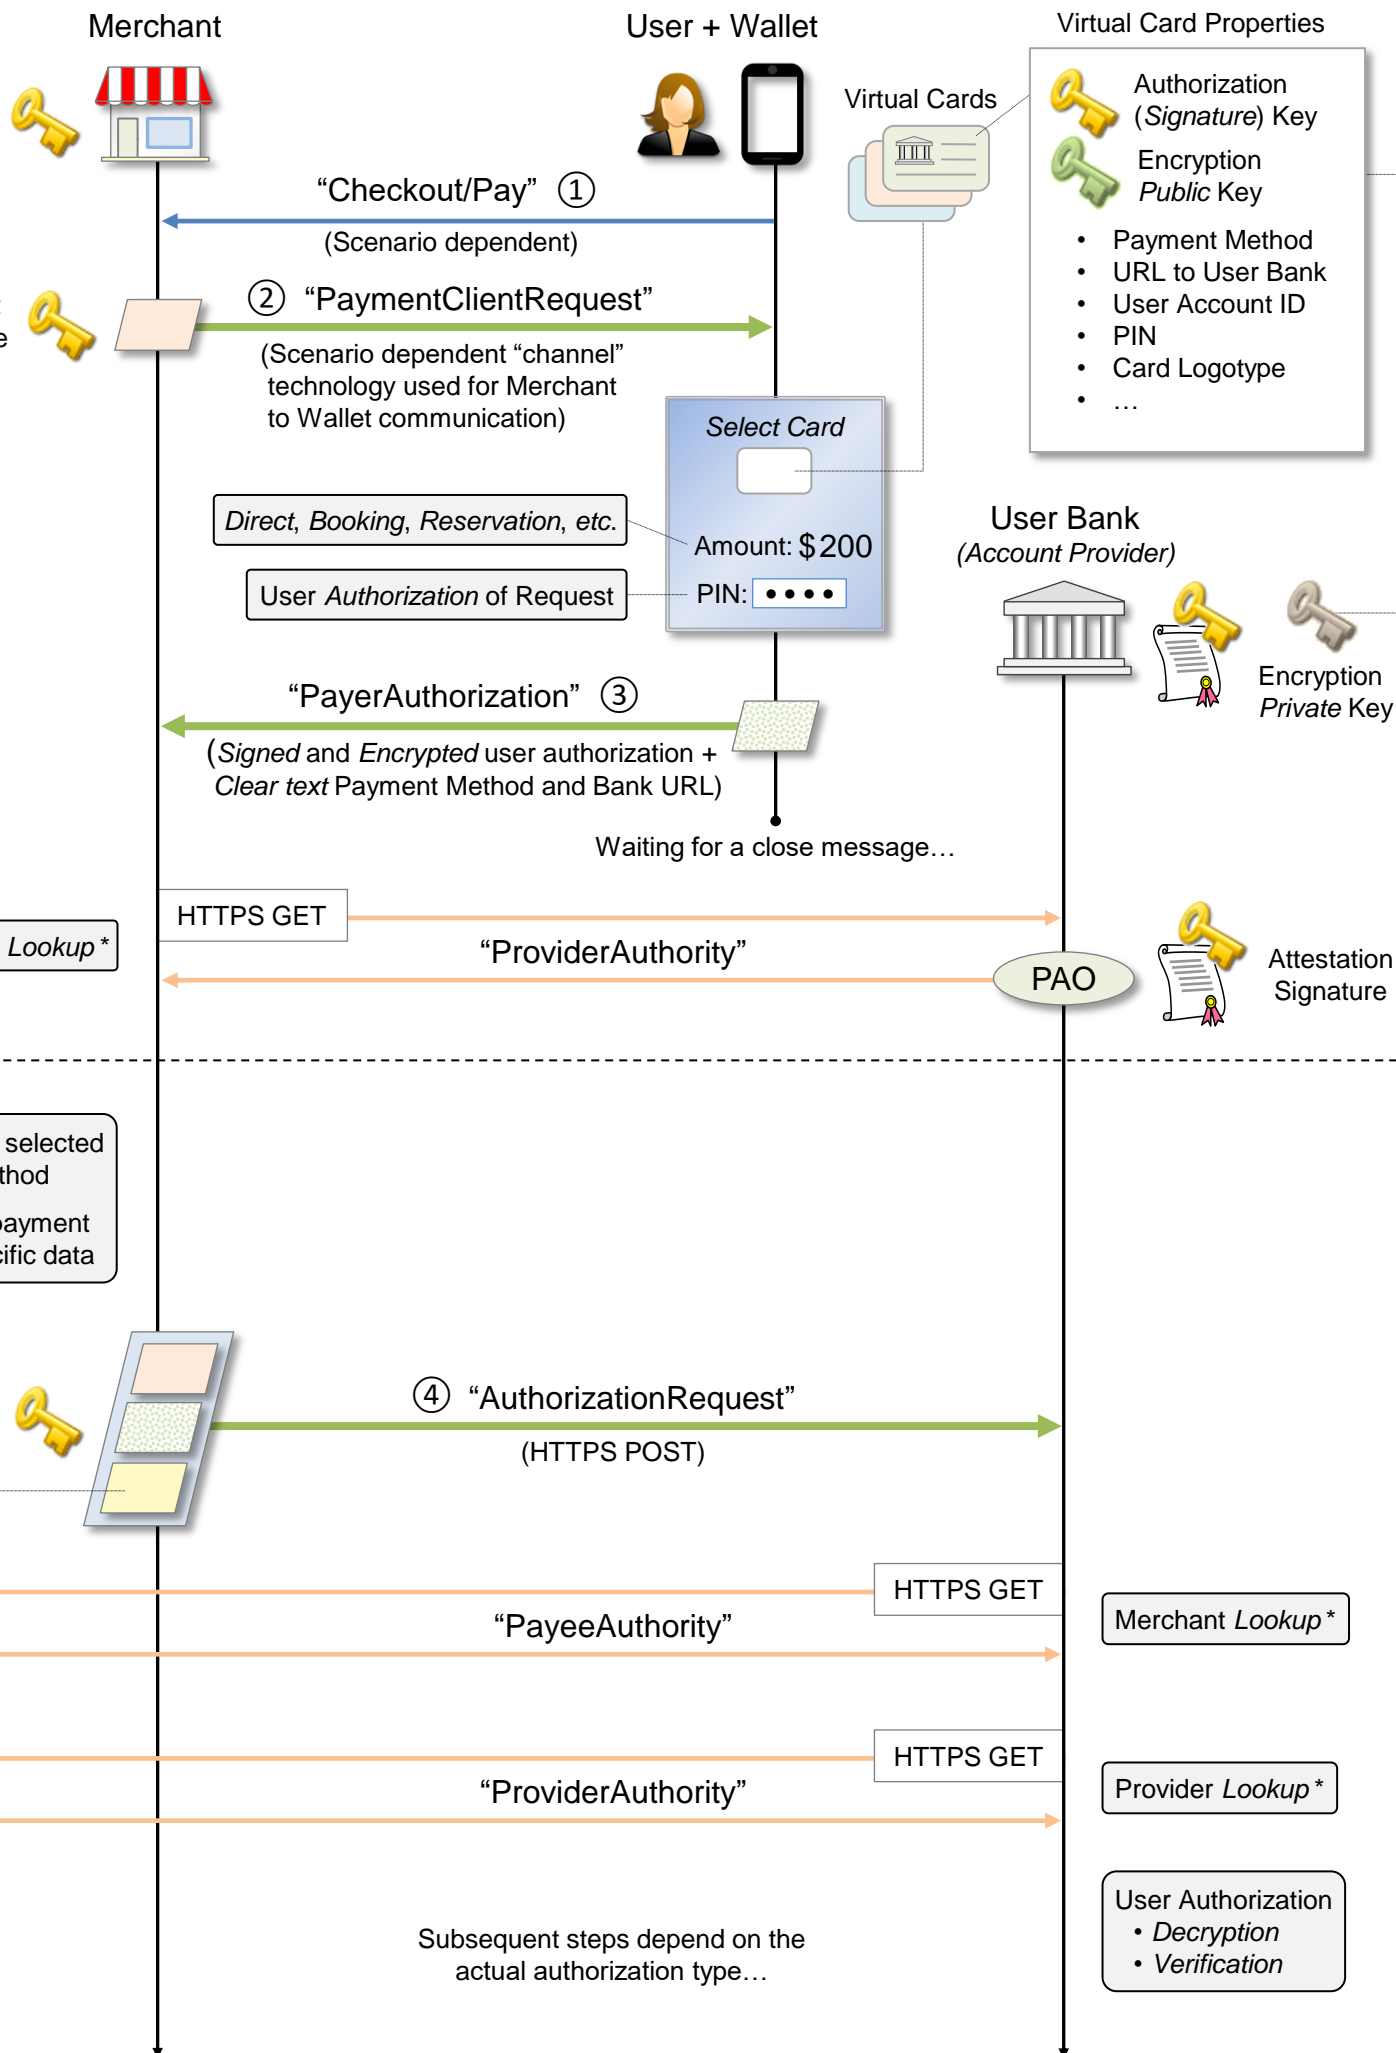 Merchant
User + Wallet
Virtual Card Properties
Authorization
(Signature) Key
Encryption
Public Key
• Payment Method
• URL to User Bank
• User Account ID
• PIN
• Card Logotype
• …
Virtual Cards
“Checkout/Pay” ①
(Scenario dependent)
② “PaymentClientRequest”
e
(Scenario dependent “channel”
technology used for Merchant
to Wallet communication)
Select Card
Direct, Booking, Reservation, etc.
Amount: $200
User Authorization of Request
PIN: ••••
User Bank
(Account Provider)
Encryption
Private Key
“PayerAuthorization” ③
(Signed and Encrypted user authorization +
Clear text Payment Method and Bank URL)
Waiting for a close message…
HTTPS GET
Lookup *
“ProviderAuthority”
PAO
Attestation
Signature
selected
thod
payment
cific data
④ “AuthorizationRequest”
(HTTPS POST)
HTTPS GET
“PayeeAuthority”
Merchant Lookup *
HTTPS GET
“ProviderAuthority”
Provider Lookup *
User Authorization
• Decryption
• Verification
Subsequent steps depend on the
actual authorization type…